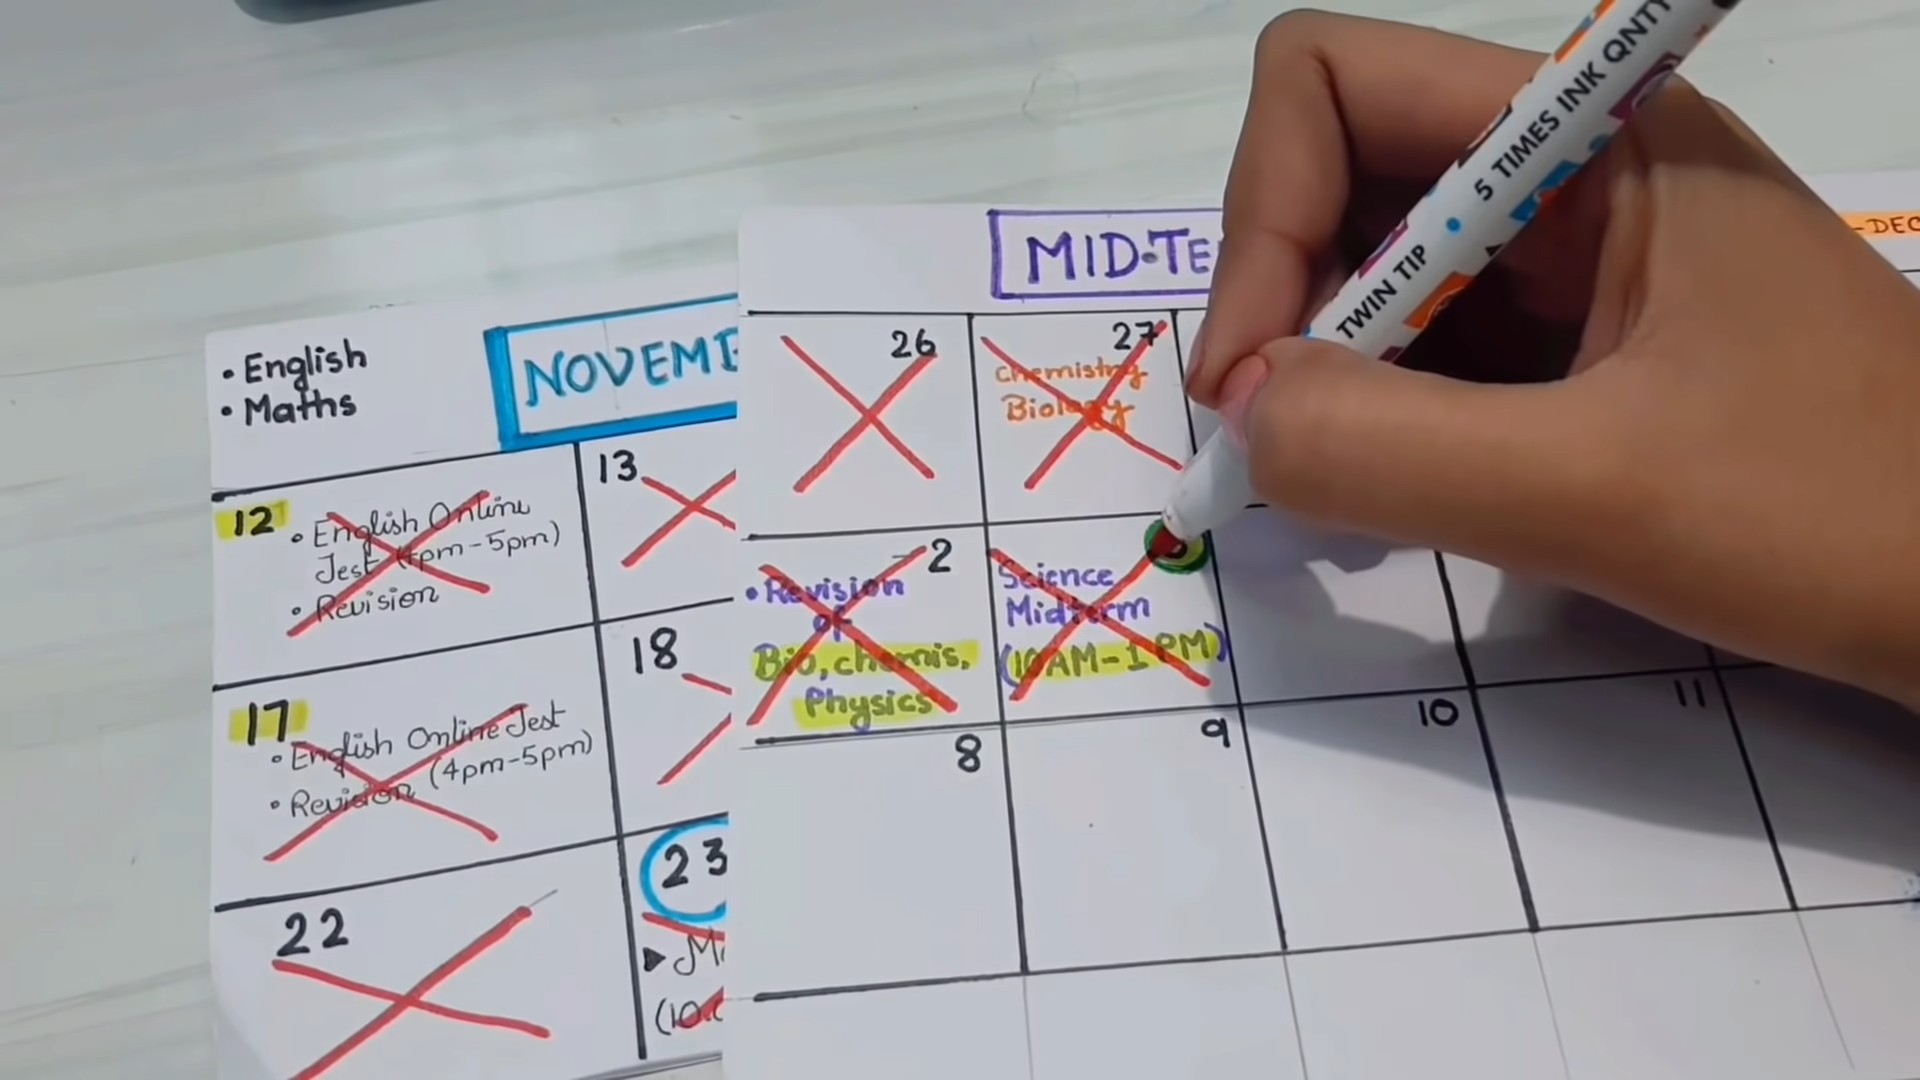 • English
• Maths
NOVEM
12
• English Online
Test (4pm-5pm)
• Revision
13
17
• English Online Test
(4pm-5pm)
• Revision
18
22
23
(10.
MID-TE
-DEC
26
27
chemistry
Biology
2
• Revision
of
Bio, chemis,
Physics
Science
Midterm
(10AM-1PM)
8
9
10
11
TWIN TIP • 5 TIMES INK QNTY